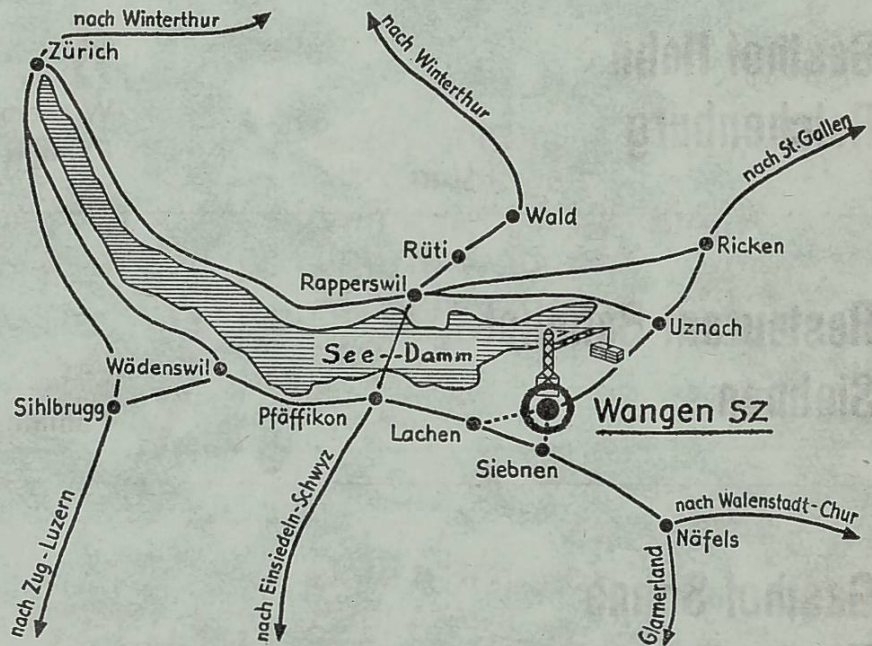 nach Winterthur
Zürich
nach Winterthur
nach St.Gallen
Wald
Rüti
Ricken
Rapperswil
Uznach
See--Damm
Wädenswil
Sihlbrugg
Pfäffikon
Lachen
Wangen SZ
Siebnen
nach Zug-Luzern
nach Einsiedeln-Schwyz
nach Walenstadt-Chur
Näfels
Glarnerland